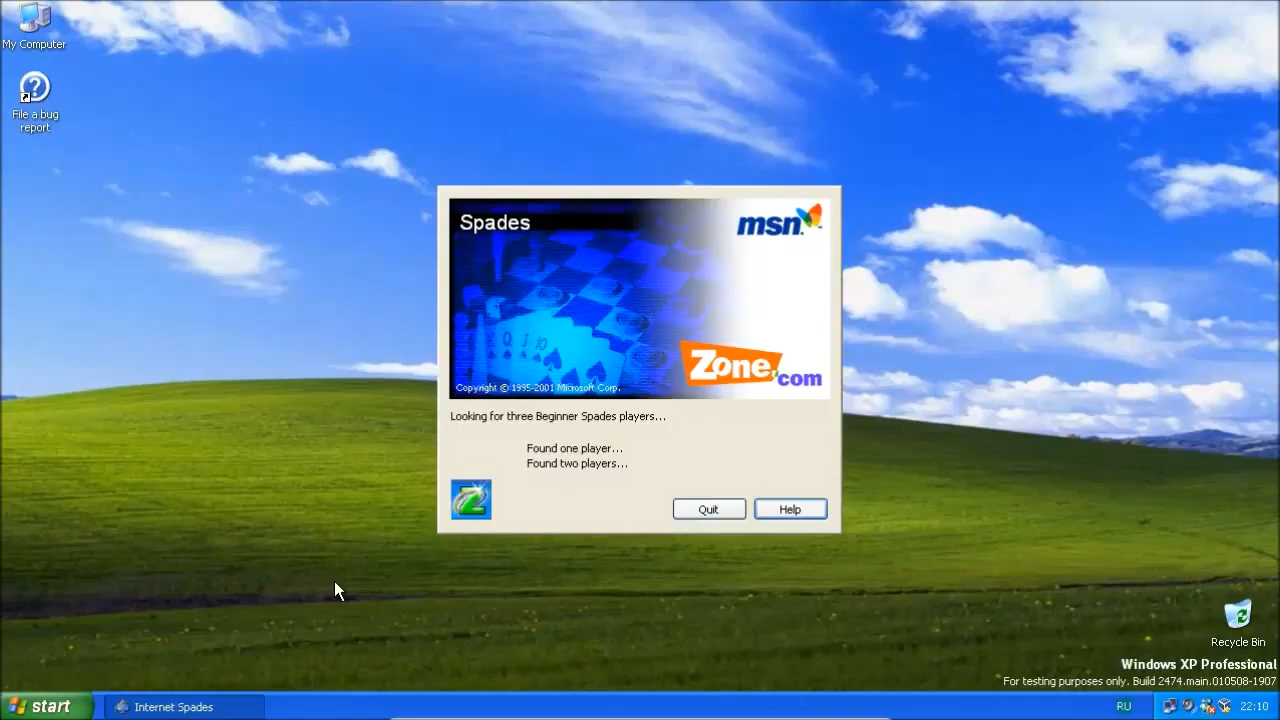 My Computer
File a bug
report
Spades
msn
Q J 10
Zone.com
Copyright © 1995-2001 Microsoft Corp.
Looking for three Beginner Spades players...
Found one player...
Found two players...
Quit
Help
Recycle Bin
Windows XP Professional
For testing purposes only. Build 2474.main.010508-1907
start
Internet Spades
RU
22:10